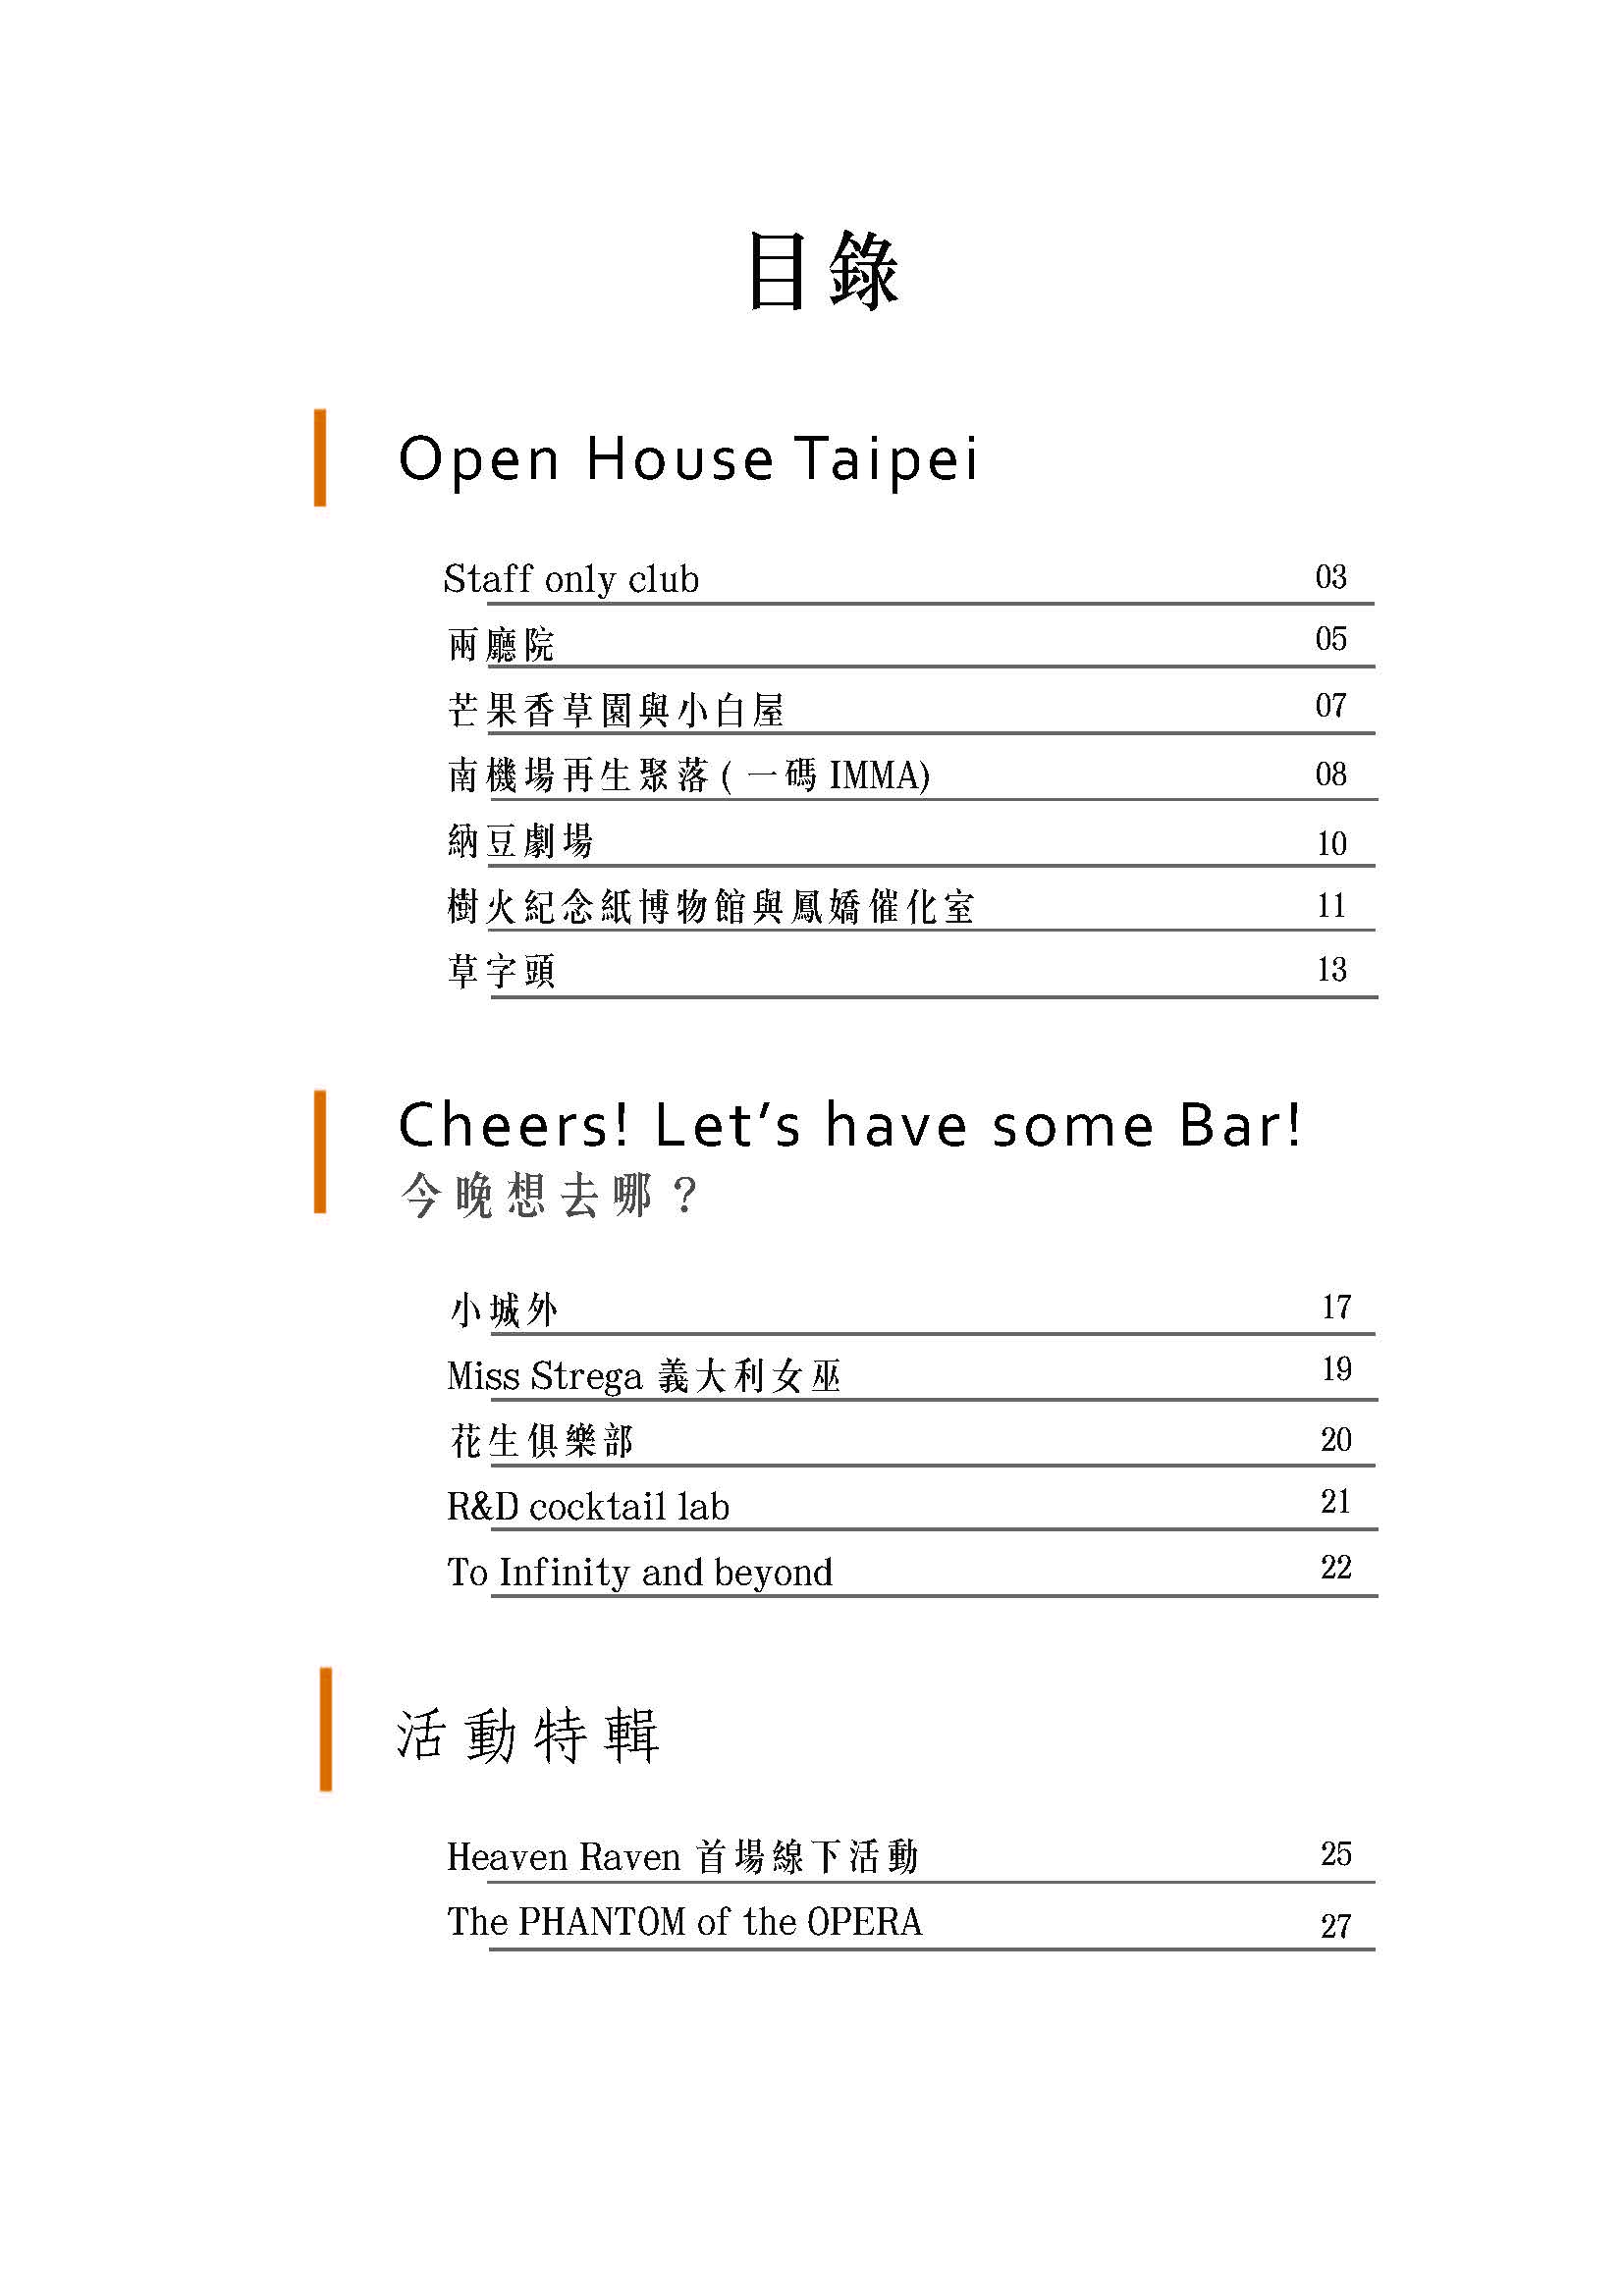 目錄
Open House Taipei
Staff only club 03
兩廳院 05
芒果香草園與小白屋 07
南機場再生聚落(一碼IMMA) 08
納豆劇場 10
樹火紀念紙博物館與鳳嬌催化室 11
草字頭 13
Cheers! Let’s have some Bar!
今晚想去哪？
小城外 17
Miss Strega 義大利女巫 19
花生俱樂部 20
R&D cocktail lab 21
To Infinity and beyond 22
活動特輯
Heaven Raven 首場線下活動 25
The PHANTOM of the OPERA 27